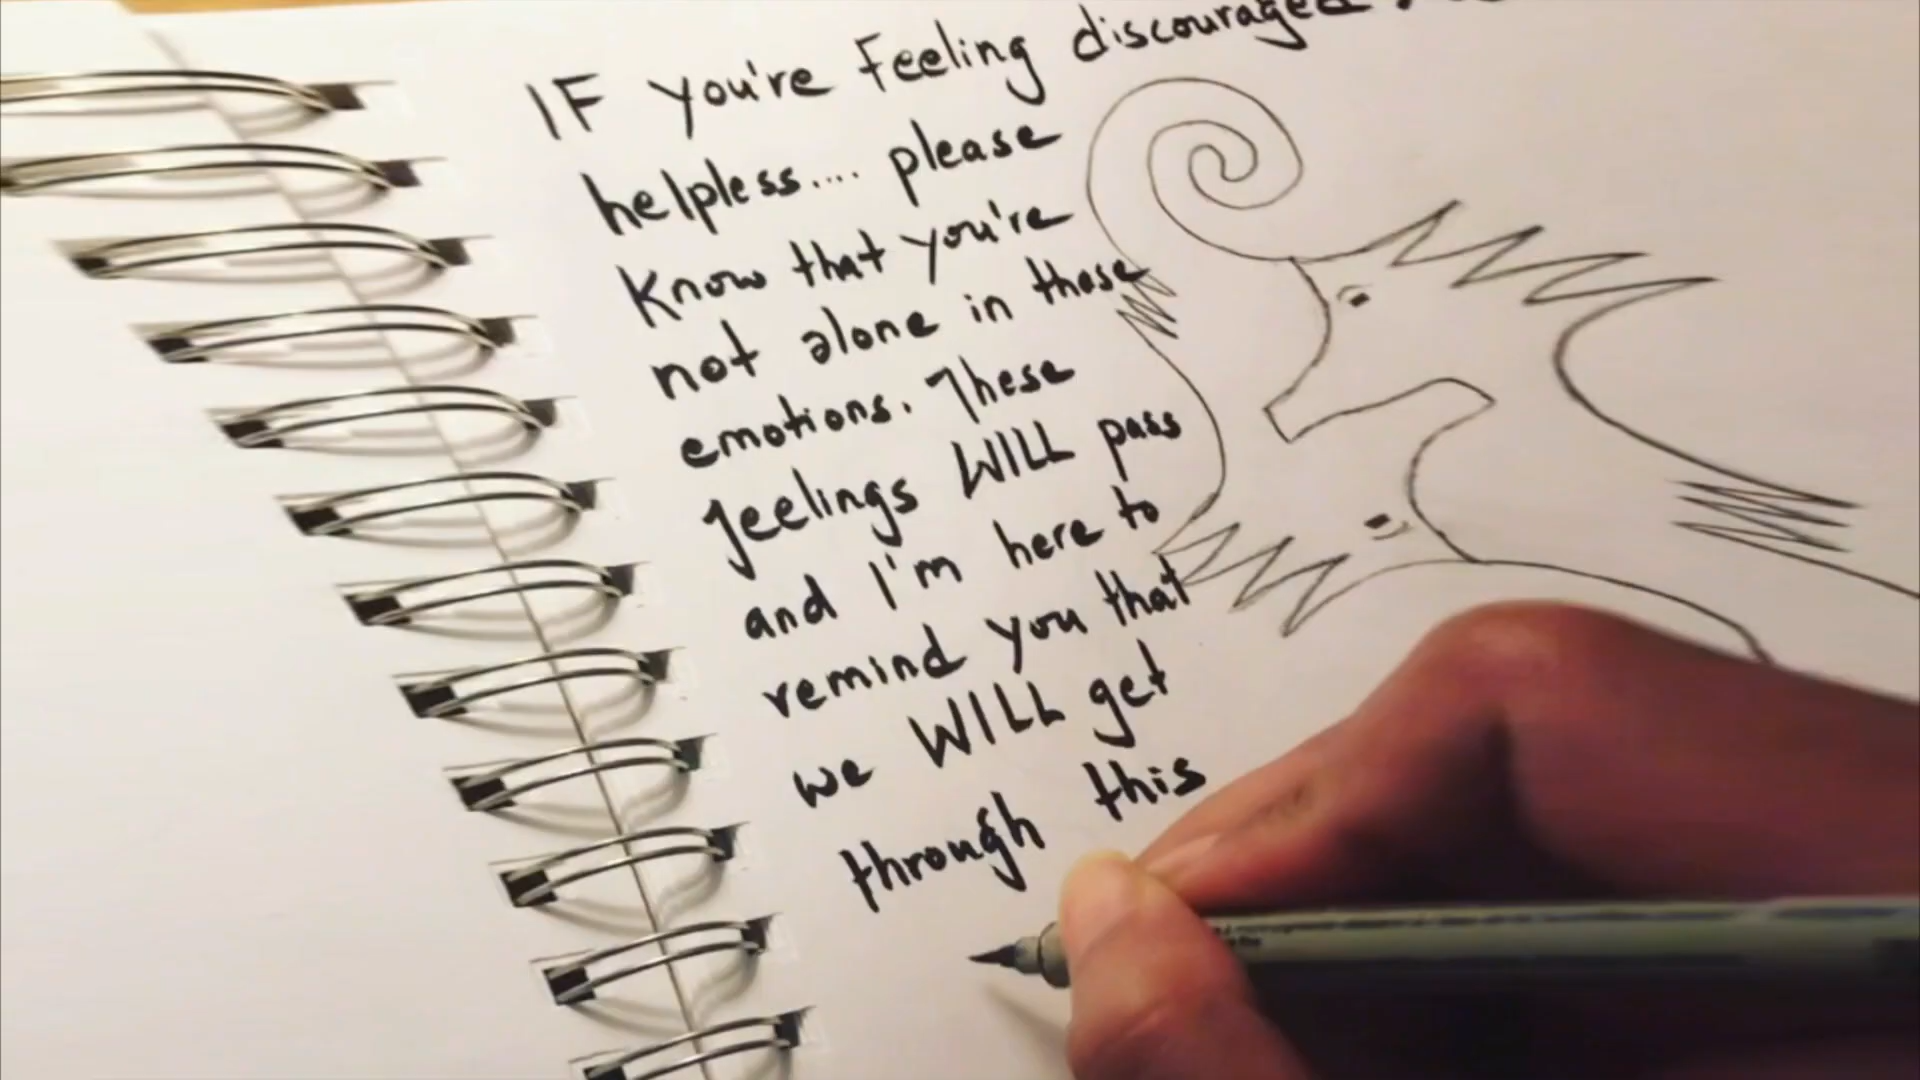 IF you're Feeling discouraged
helpless.... please
Know that you're
not alone in these
emotions. These
feelings WILL pass
and I'm here to
remind you that
we WILL get
through this